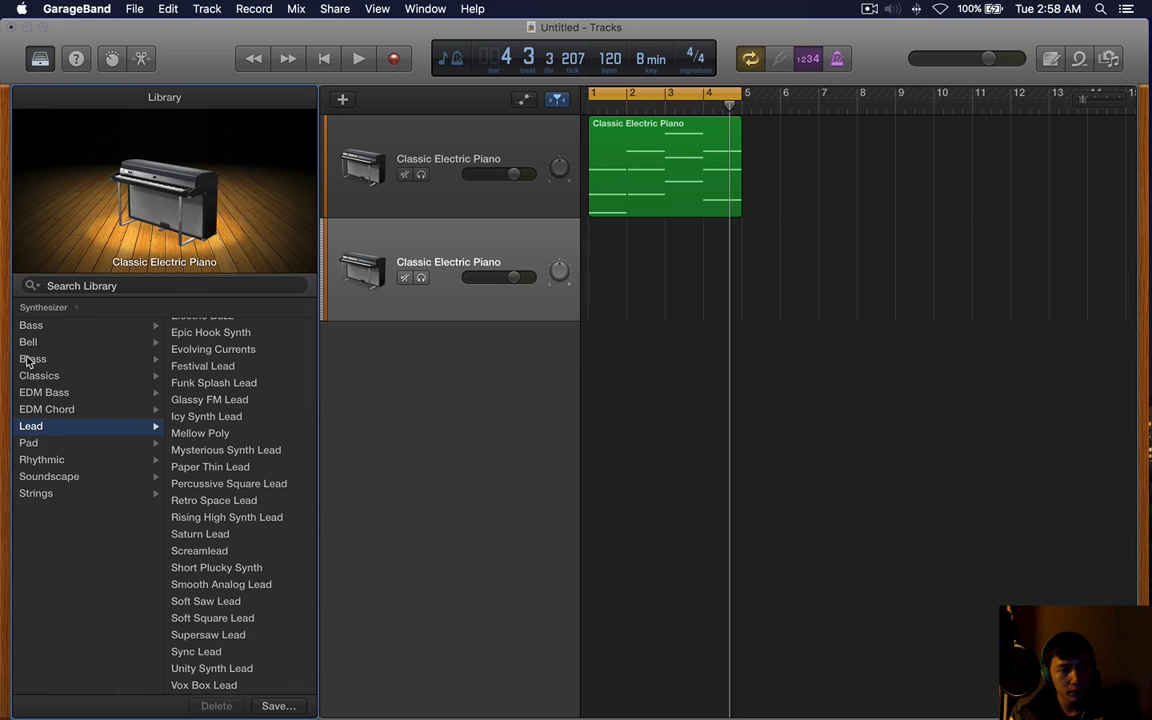 GarageBand File Edit Track Record Mix Share View Window Help 100% Tue 2:58 AM
Untitled - Tracks
4 3 3 207 120 8 min 4/4 1234
bar beat div tick bpm key signature
Library
1 2 3 4 5 6 7 8 9 10 11 12 13
Classic Electric Piano
Classic Electric Piano
Classic Electric Piano
L R
Classic Electric Piano
L R
Search Library
Synthesizer
Bass
Bell
Brass
Classics
EDM Bass
EDM Chord
Lead
Pad
Rhythmic
Soundscape
Strings
Epic Hook Synth
Evolving Currents
Festival Lead
Funk Splash Lead
Glassy FM Lead
Icy Synth Lead
Mellow Poly
Mysterious Synth Lead
Paper Thin Lead
Percussive Square Lead
Retro Space Lead
Rising High Synth Lead
Saturn Lead
Screamlead
Short Plucky Synth
Smooth Analog Lead
Soft Saw Lead
Soft Square Lead
Supersaw Lead
Sync Lead
Unity Synth Lead
Vox Box Lead
Delete Save...